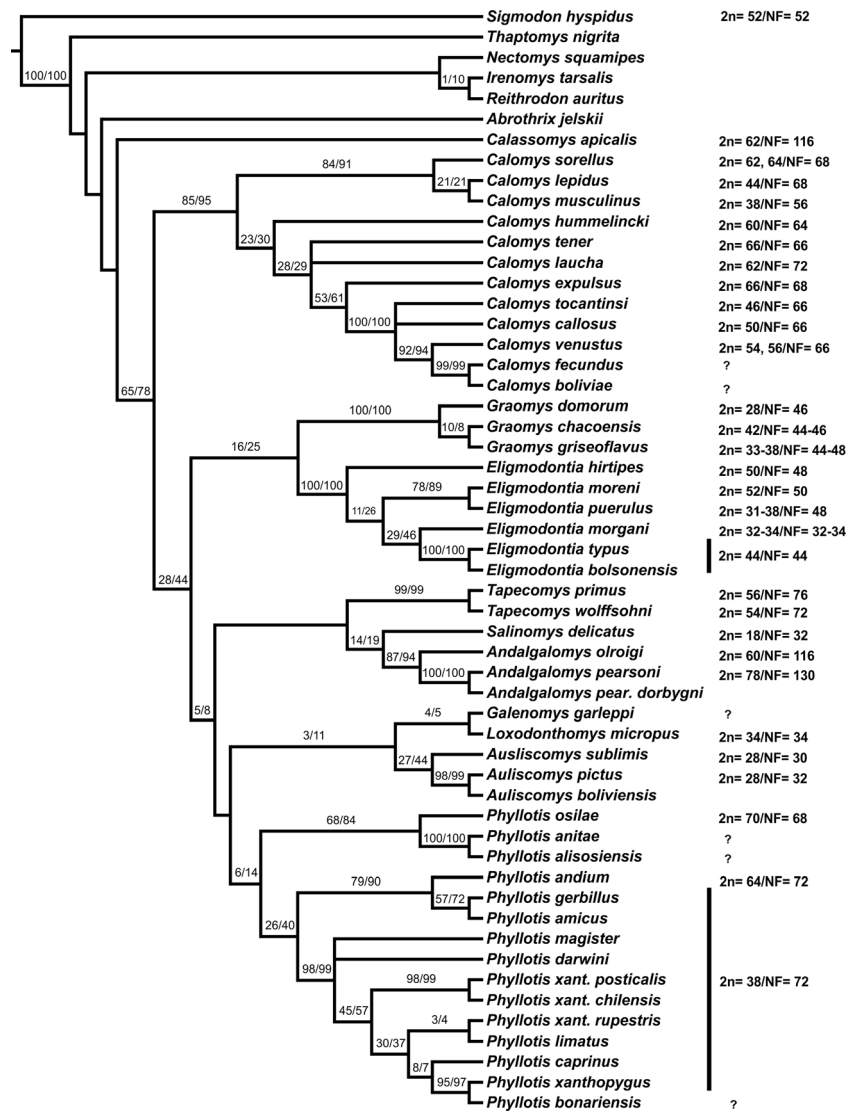 Sigmodon hyspidus 2n= 52/NF= 52
Thaptomys nigrita
Nectomys squamipes
100/100
1/10
Irenomys tarsalis
Reithrodon auritus
Abrothrix jelskii
Calassomys apicalis 2n= 62/NF= 116
84/91
Calomys sorellus 2n= 62, 64/NF= 68
21/21
Calomys lepidus 2n= 44/NF= 68
Calomys musculinus 2n= 38/NF= 56
85/95
Calomys hummelincki 2n= 60/NF= 64
23/30
Calomys tener 2n= 66/NF= 66
28/29
Calomys laucha 2n= 62/NF= 72
Calomys expulsus 2n= 66/NF= 68
53/61
Calomys tocantinsi 2n= 46/NF= 66
100/100
Calomys callosus 2n= 50/NF= 66
Calomys venustus 2n= 54, 56/NF= 66
92/94
Calomys fecundus ?
99/99
Calomys boliviae ?
65/78
Graomys domorum 2n= 28/NF= 46
100/100
10/8
Graomys chacoensis 2n= 42/NF= 44-46
16/25
Graomys griseoflavus 2n= 33-38/NF= 44-48
Eligmodontia hirtipes 2n= 50/NF= 48
100/100
78/89
Eligmodontia moreni 2n= 52/NF= 50
11/26
Eligmodontia puerulus 2n= 31-38/NF= 48
Eligmodontia morgani 2n= 32-34/NF= 32-34
29/46
Eligmodontia typus 2n= 44/NF= 44
100/100
Eligmodontia bolsonensis
28/44
99/99
Tapecomys primus 2n= 56/NF= 76
Tapecomys wolffsohni 2n= 54/NF= 72
Salinomys delicatus 2n= 18/NF= 32
14/19
Andalgalomys olroigi 2n= 60/NF= 116
87/94
Andalgalomys pearsoni 2n= 78/NF= 130
100/100
Andalgalomys pear. dorbygni
5/8
4/5
Galenomys garleppi ?
Loxodonthomys micropus 2n= 34/NF= 34
3/11
Ausliscomys sublimis 2n= 28/NF= 30
27/44
Auliscomys pictus 2n= 28/NF= 32
98/99
Auliscomys boliviensis
68/84
Phyllotis osilae 2n= 70/NF= 68
Phyllotis anitae ?
100/100
Phyllotis alisosiensis ?
6/14
79/90
Phyllotis andium 2n= 64/NF= 72
57/72
Phyllotis gerbillus
Phyllotis amicus
26/40
Phyllotis magister
Phyllotis darwini
98/99
98/99
Phyllotis xant. posticalis 2n= 38/NF= 72
Phyllotis xant. chilensis
45/57
3/4
Phyllotis xant. rupestris
Phyllotis limatus
30/37
Phyllotis caprinus
8/7
Phyllotis xanthopygus
95/97
Phyllotis bonariensis ?